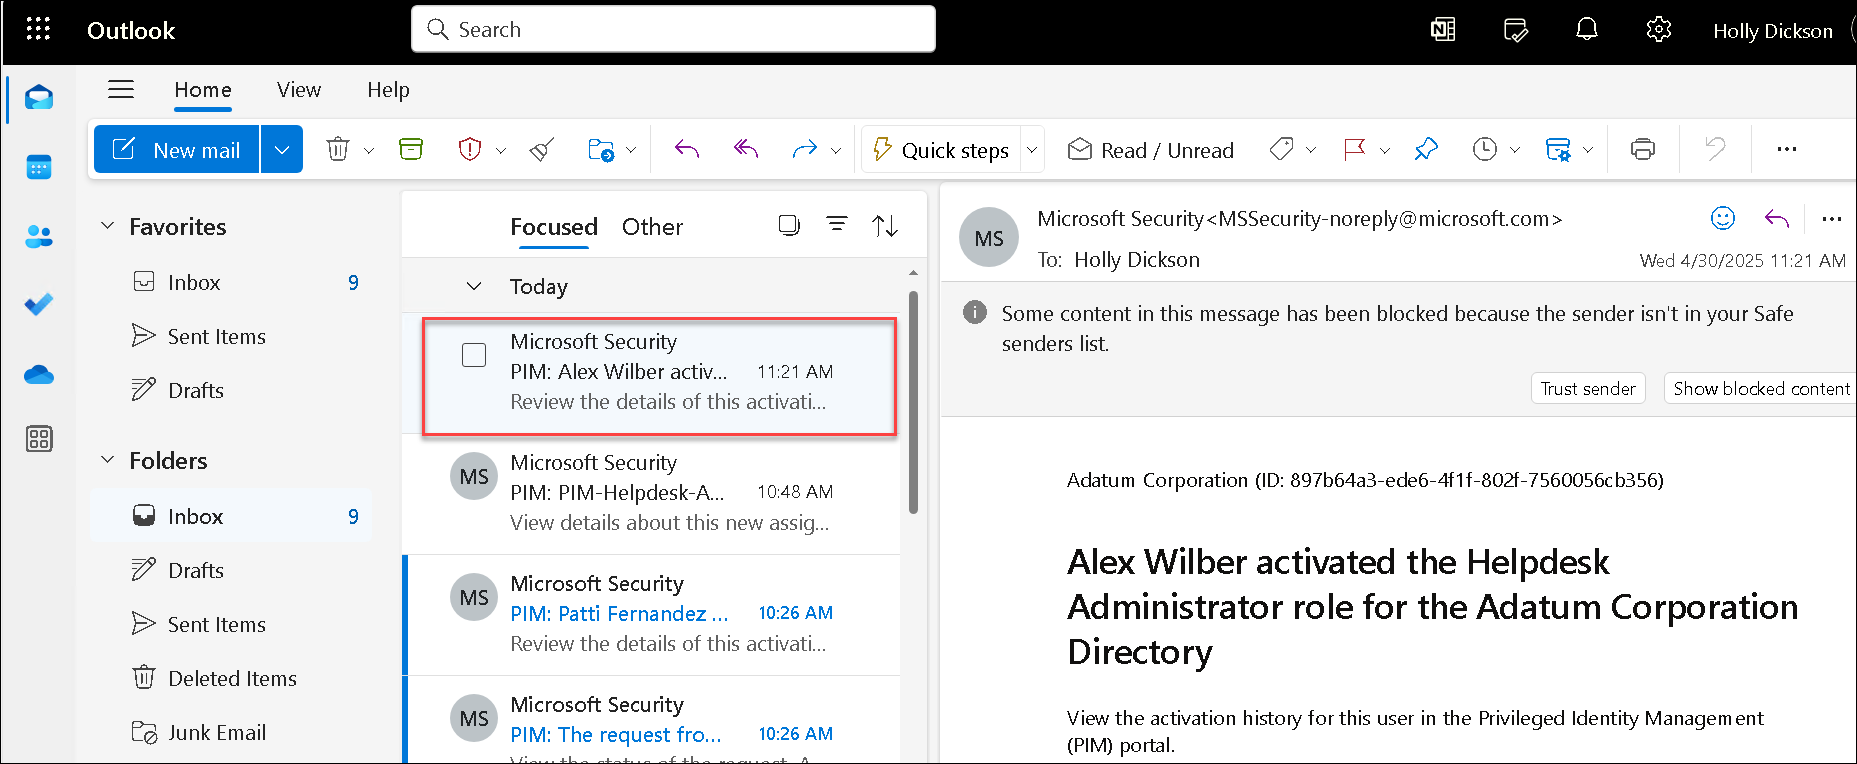 Outlook
Search
Holly Dickson
Home View Help
New mail
Quick steps
Read / Unread
Favorites
Inbox 9
Sent Items
Drafts
Folders
Inbox 9
Drafts
Sent Items
Deleted Items
Junk Email
Focused Other
Today
Microsoft Security
PIM: Alex Wilber activ... 11:21 AM
Review the details of this activati...
MS
Microsoft Security
PIM: PIM-Helpdesk-A... 10:48 AM
View details about this new assig...
MS
Microsoft Security
PIM: Patti Fernandez ... 10:26 AM
Review the details of this activati...
MS
Microsoft Security
PIM: The request fro... 10:26 AM
View the status of the request. A...
MS
Microsoft Security<MSSecurity-noreply@microsoft.com>
To: Holly Dickson
Wed 4/30/2025 11:21 AM
Some content in this message has been blocked because the sender isn't in your Safe
senders list.
Trust sender
Show blocked content
Adatum Corporation (ID: 897b64a3-ede6-4f1f-802f-7560056cb356)
Alex Wilber activated the Helpdesk
Administrator role for the Adatum Corporation
Directory
View the activation history for this user in the Privileged Identity Management
(PIM) portal.